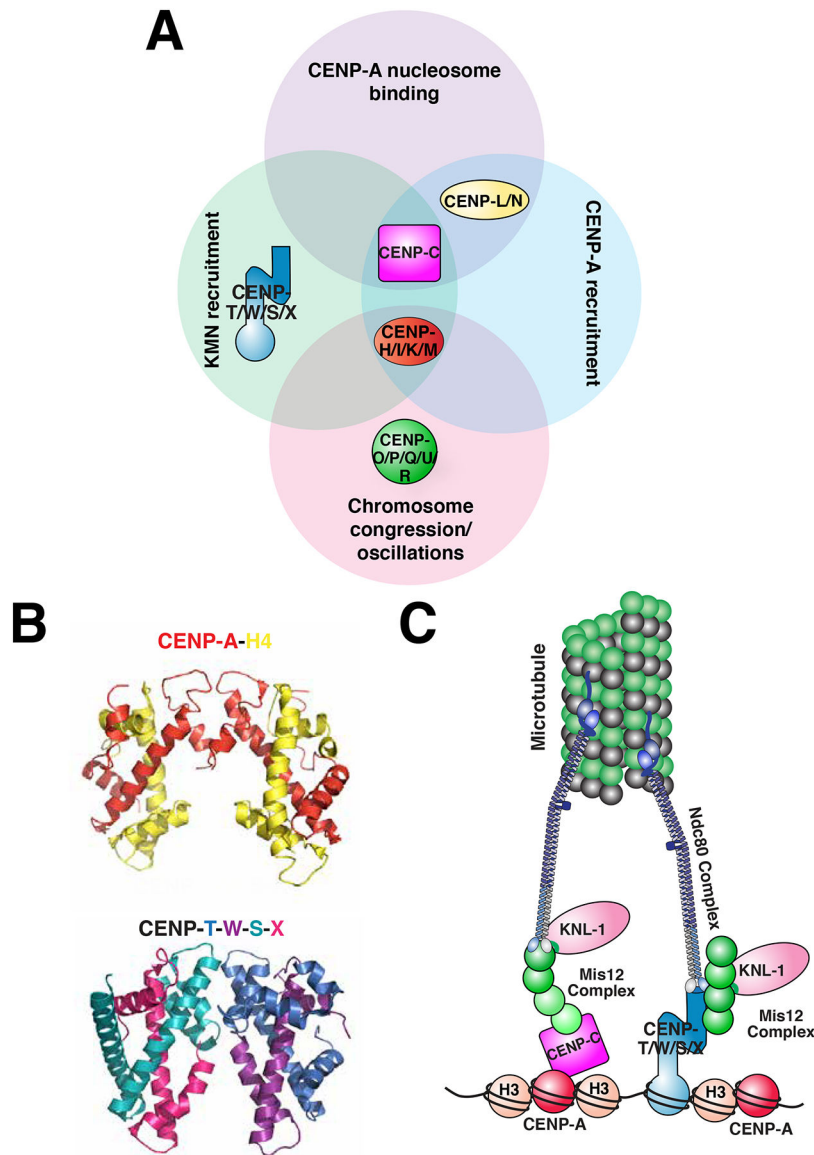 A
CENP-A nucleosome
binding
CENP-L/N
CENP-C
KMN recruitment
CENP-A recruitment
CENP-
T/W/S/X
CENP-
H/I/K/M
CENP-
O/P/Q/U/
R
Chromosome
congression/
oscillations
B
CENP-A-H4
CENP-T-W-S-X
C
Microtubule
Ndc80 Complex
KNL-1
Mis12
Complex
KNL-1
Mis12
Complex
CENP-C
CENP-
T/W/S/X
H3
H3
H3
CENP-A
CENP-A